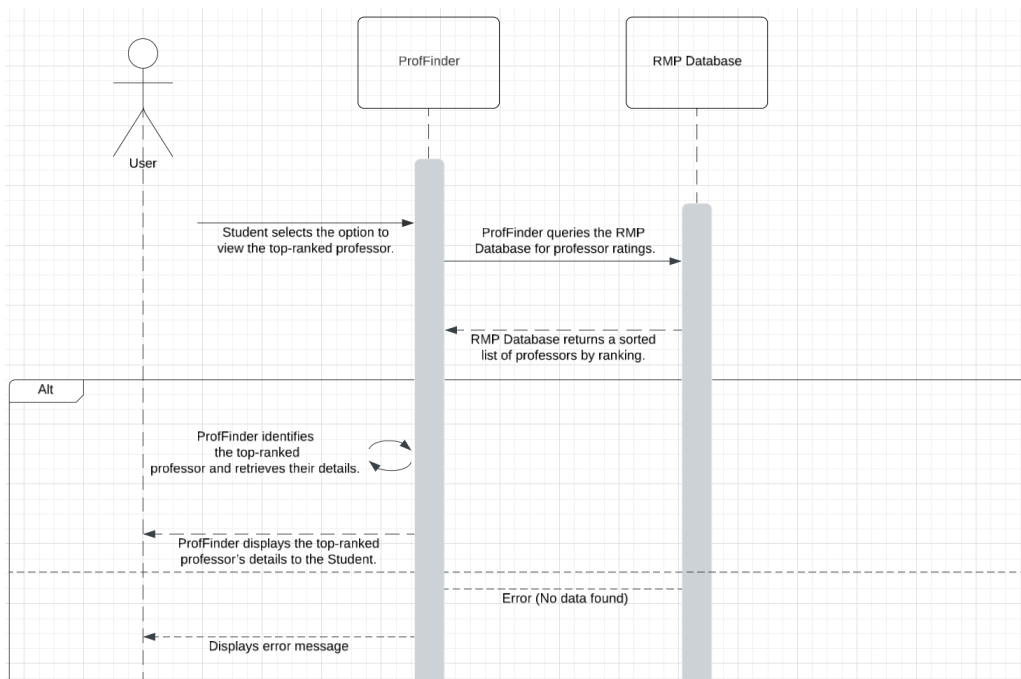 ProfFinder
RMP Database
User
Student selects the option to
view the top-ranked professor.
ProfFinder queries the RMP
Database for professor ratings.
RMP Database returns a sorted
list of professors by ranking.
Alt
ProfFinder identifies
the top-ranked
professor and retrieves their details.
ProfFinder displays the top-ranked
professor's details to the Student.
Error (No data found)
Displays error message